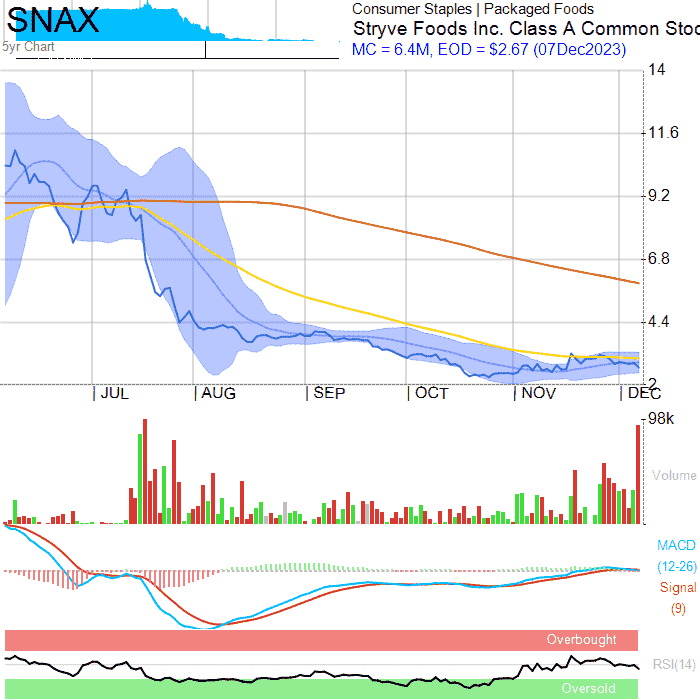 SNAX
5yr Chart
Consumer Staples | Packaged Foods
Stryve Foods Inc. Class A Common Stoc
MC = 6.4M, EOD = $2.67 (07Dec2023)
14
11.6
9.2
6.8
4.4
2
JUL AUG SEP OCT NOV DEC
98k
Volume
MACD
(12-26)
Signal
(9)
Overbought
RSI(14)
Oversold